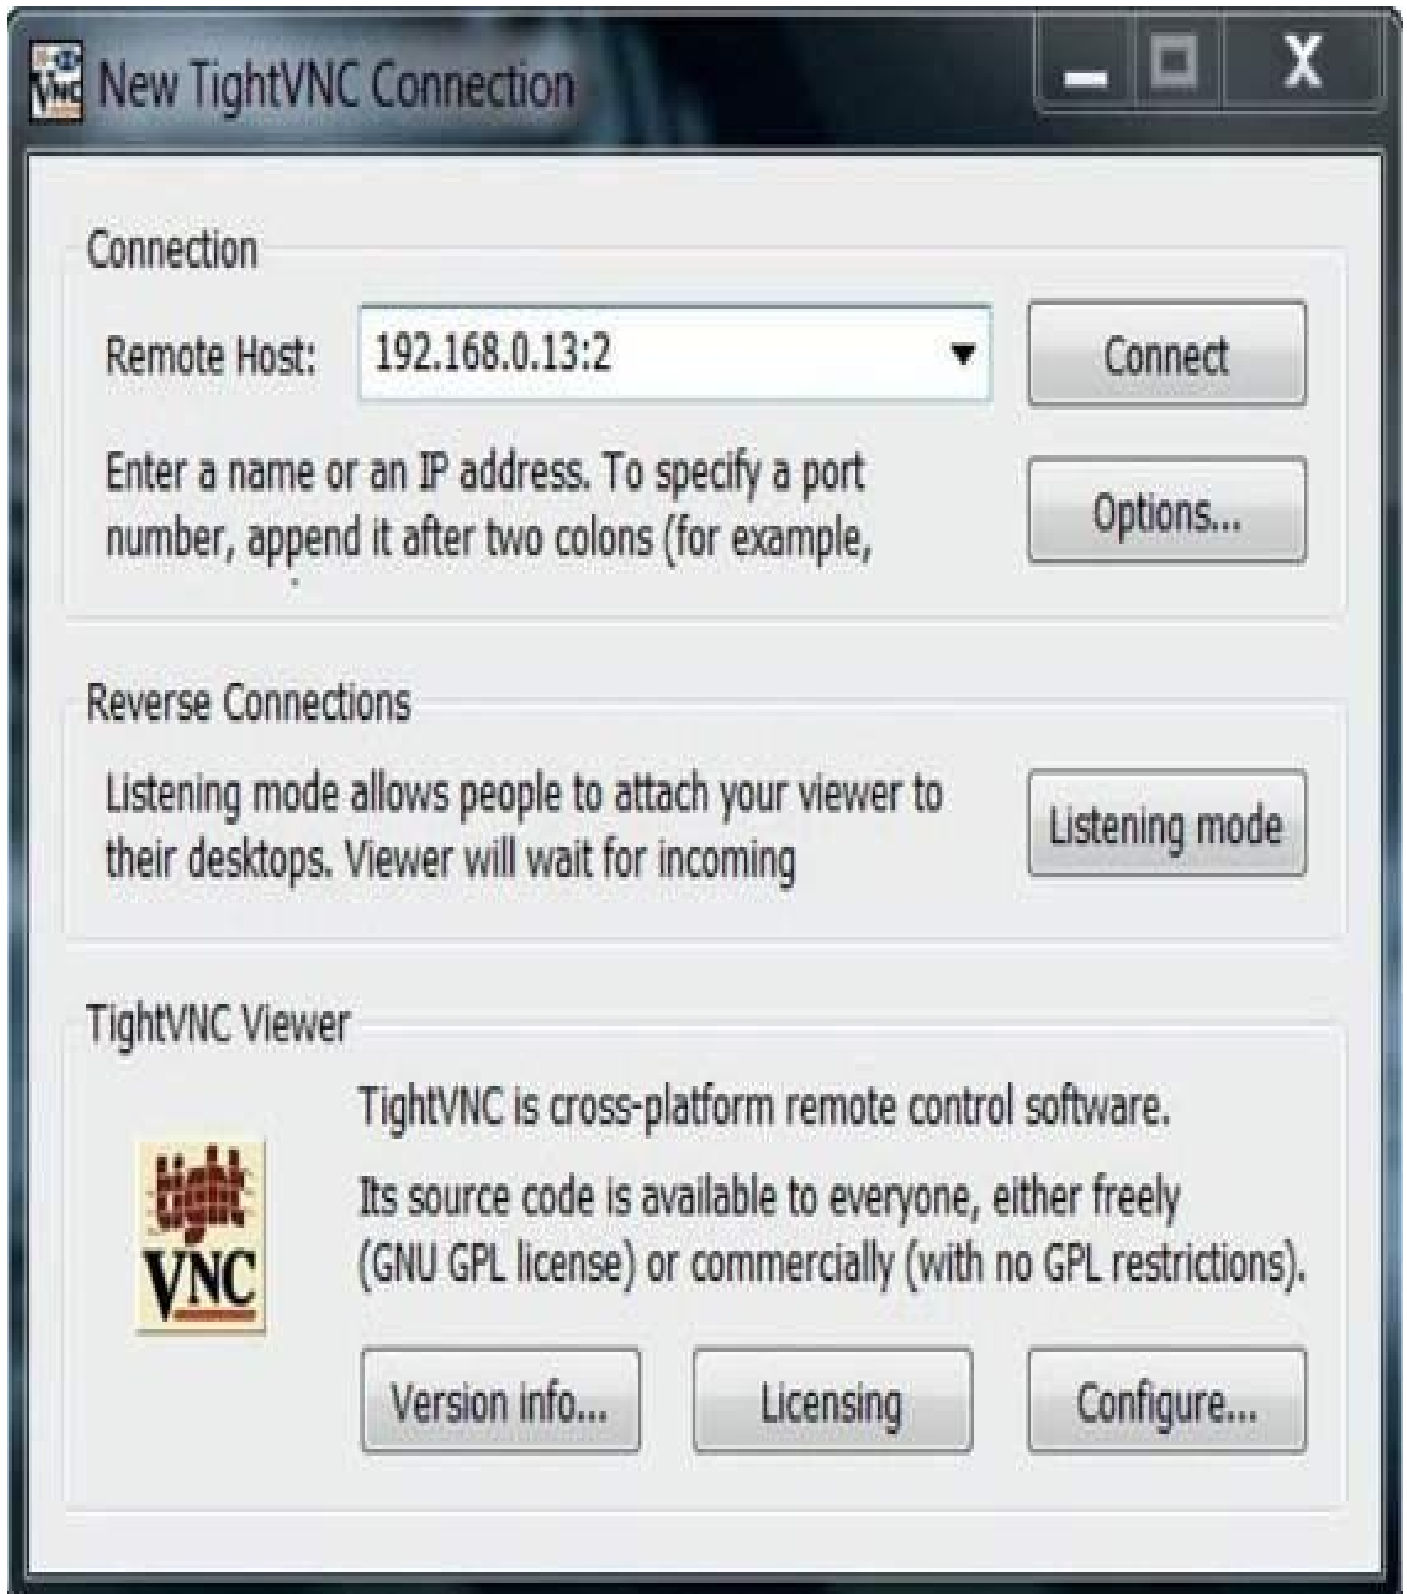 New TightVNC Connection
Connection
Remote Host: 192.168.0.13:2
Connect
Enter a name or an IP address. To specify a port
number, append it after two colons (for example,
Options...
Reverse Connections
Listening mode allows people to attach your viewer to
their desktops. Viewer will wait for incoming
Listening mode
TightVNC Viewer
tight
VNC
TightVNC is cross-platform remote control software.
Its source code is available to everyone, either freely
(GNU GPL license) or commercially (with no GPL restrictions).
Version info...
Licensing
Configure...